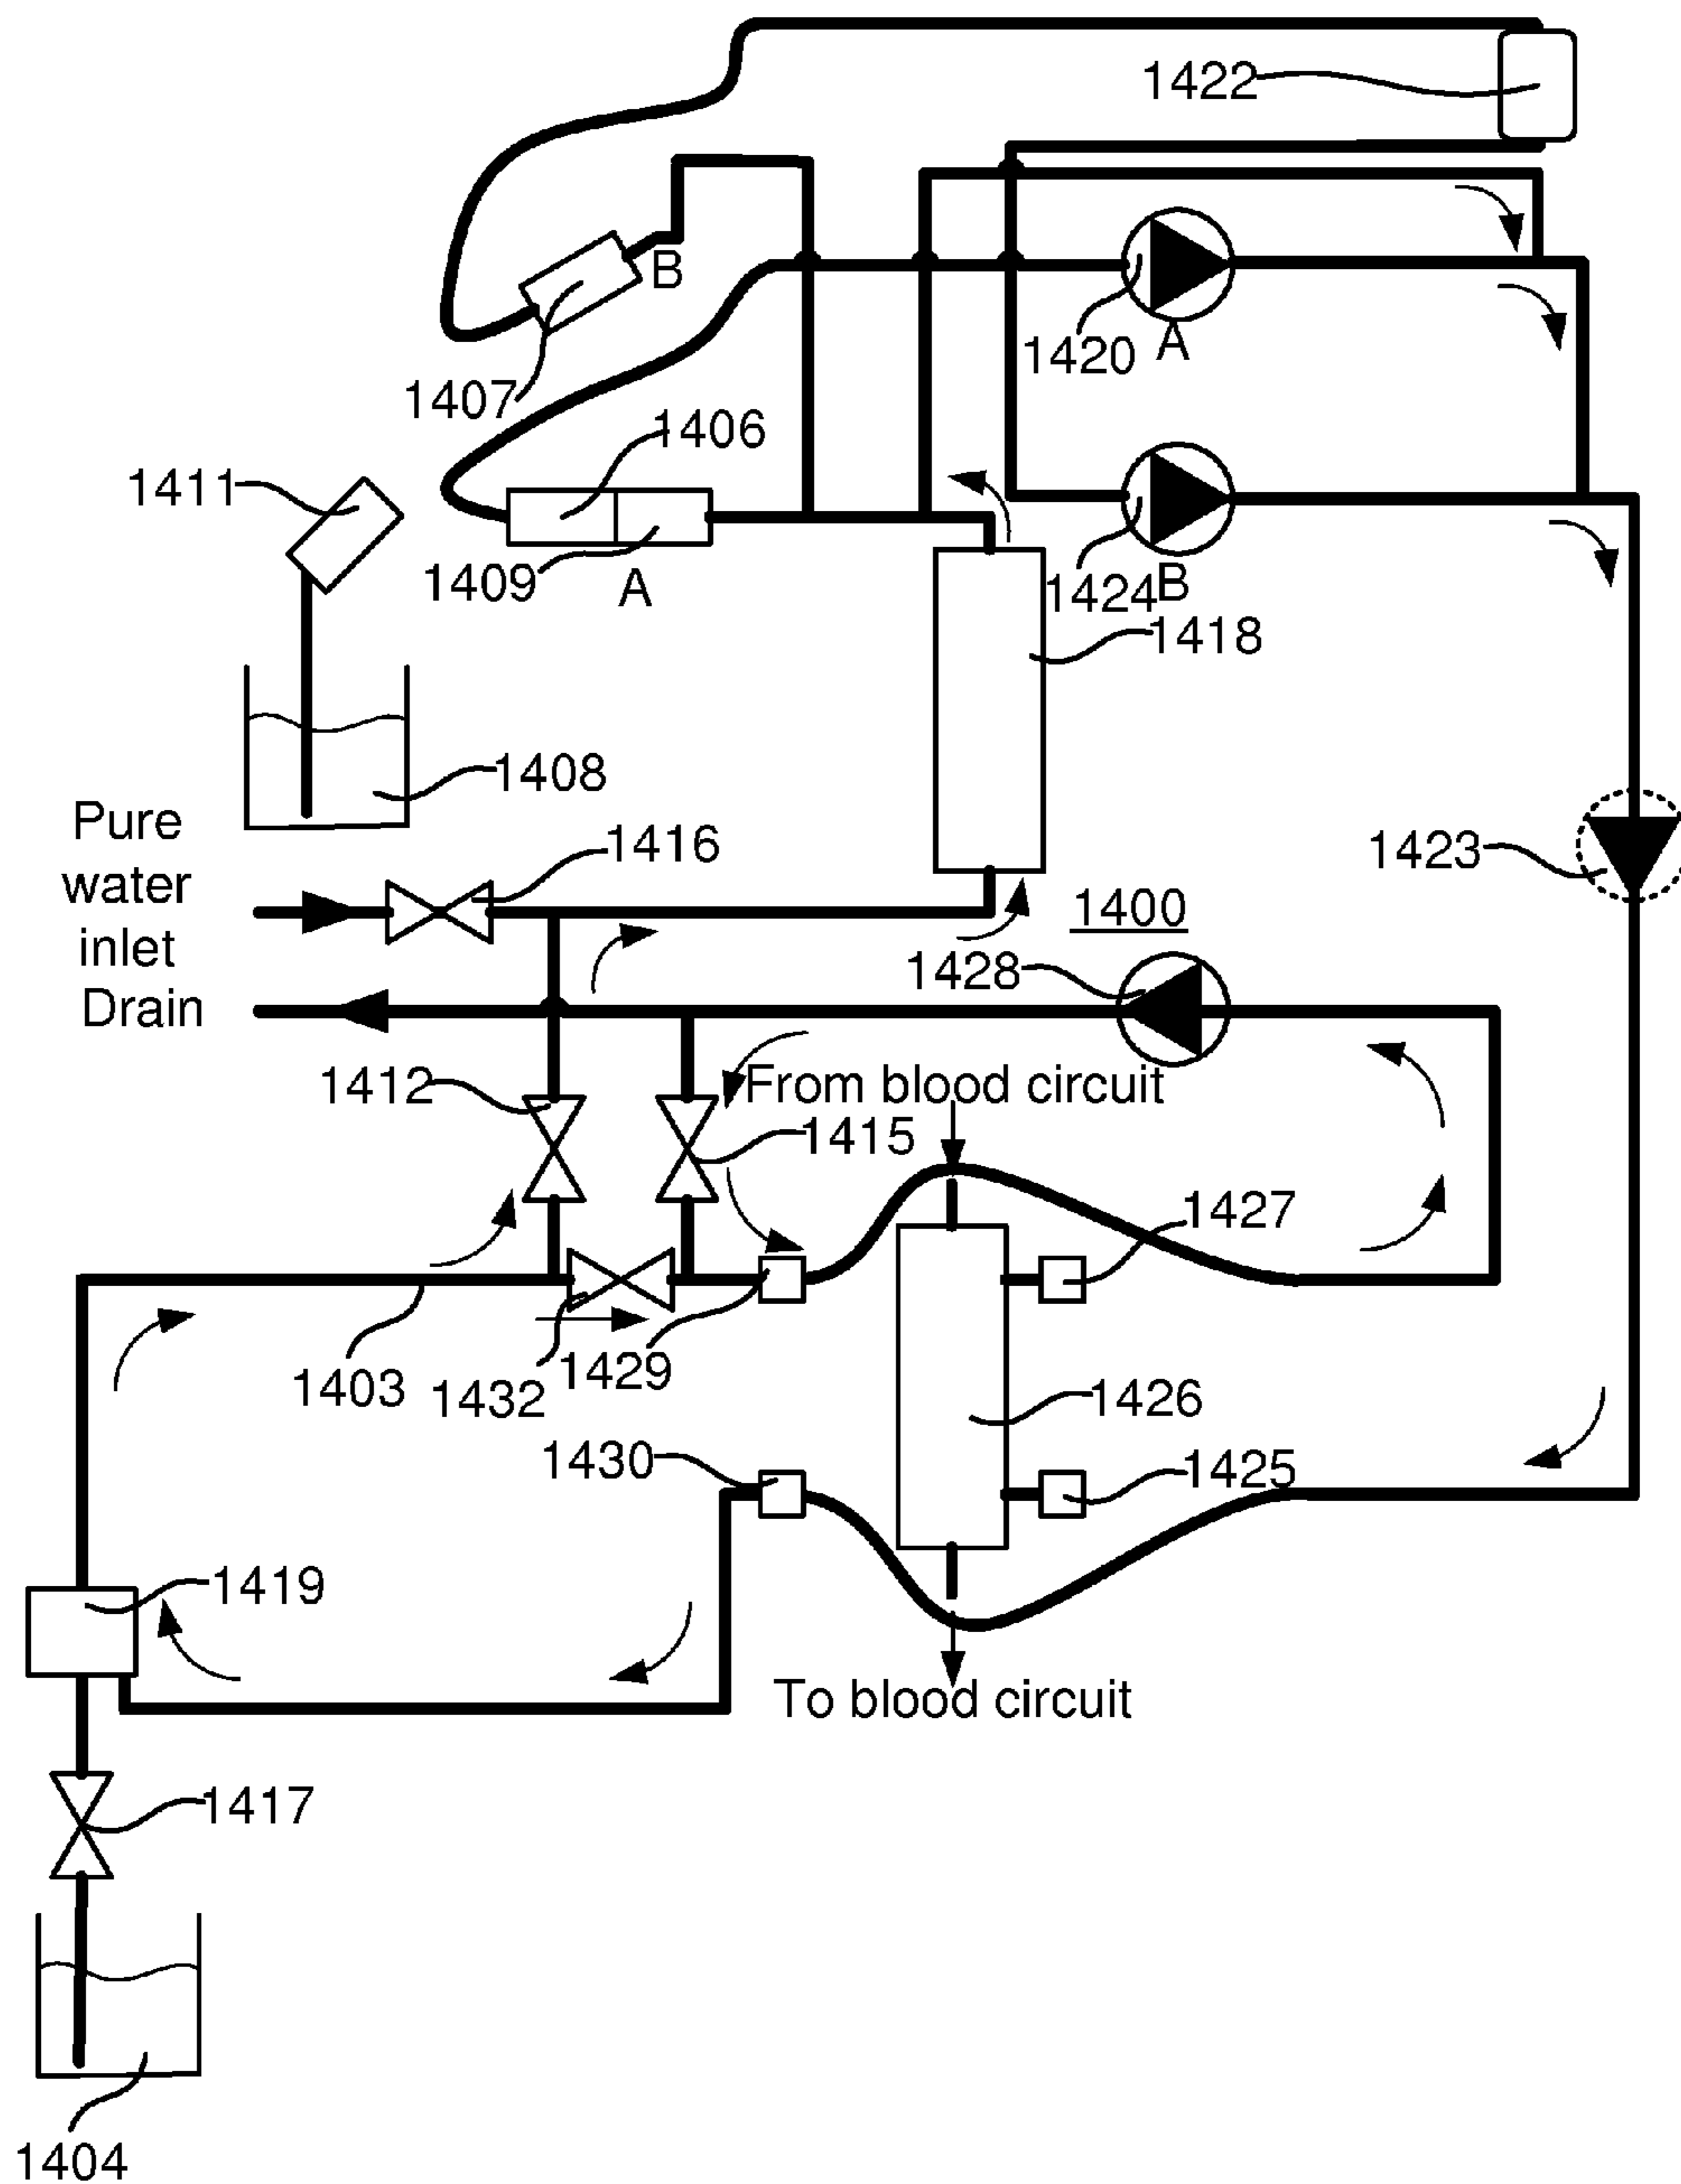 1422
B
1420
A
1407
1406
1411
1409
A
1424
B
1418
1408
Pure
water
inlet
1416
1423
1400
1428
Drain
1412
From blood circuit
1415
1427
1403
1432
1429
1426
1430
1425
1419
To blood circuit
1417
1404